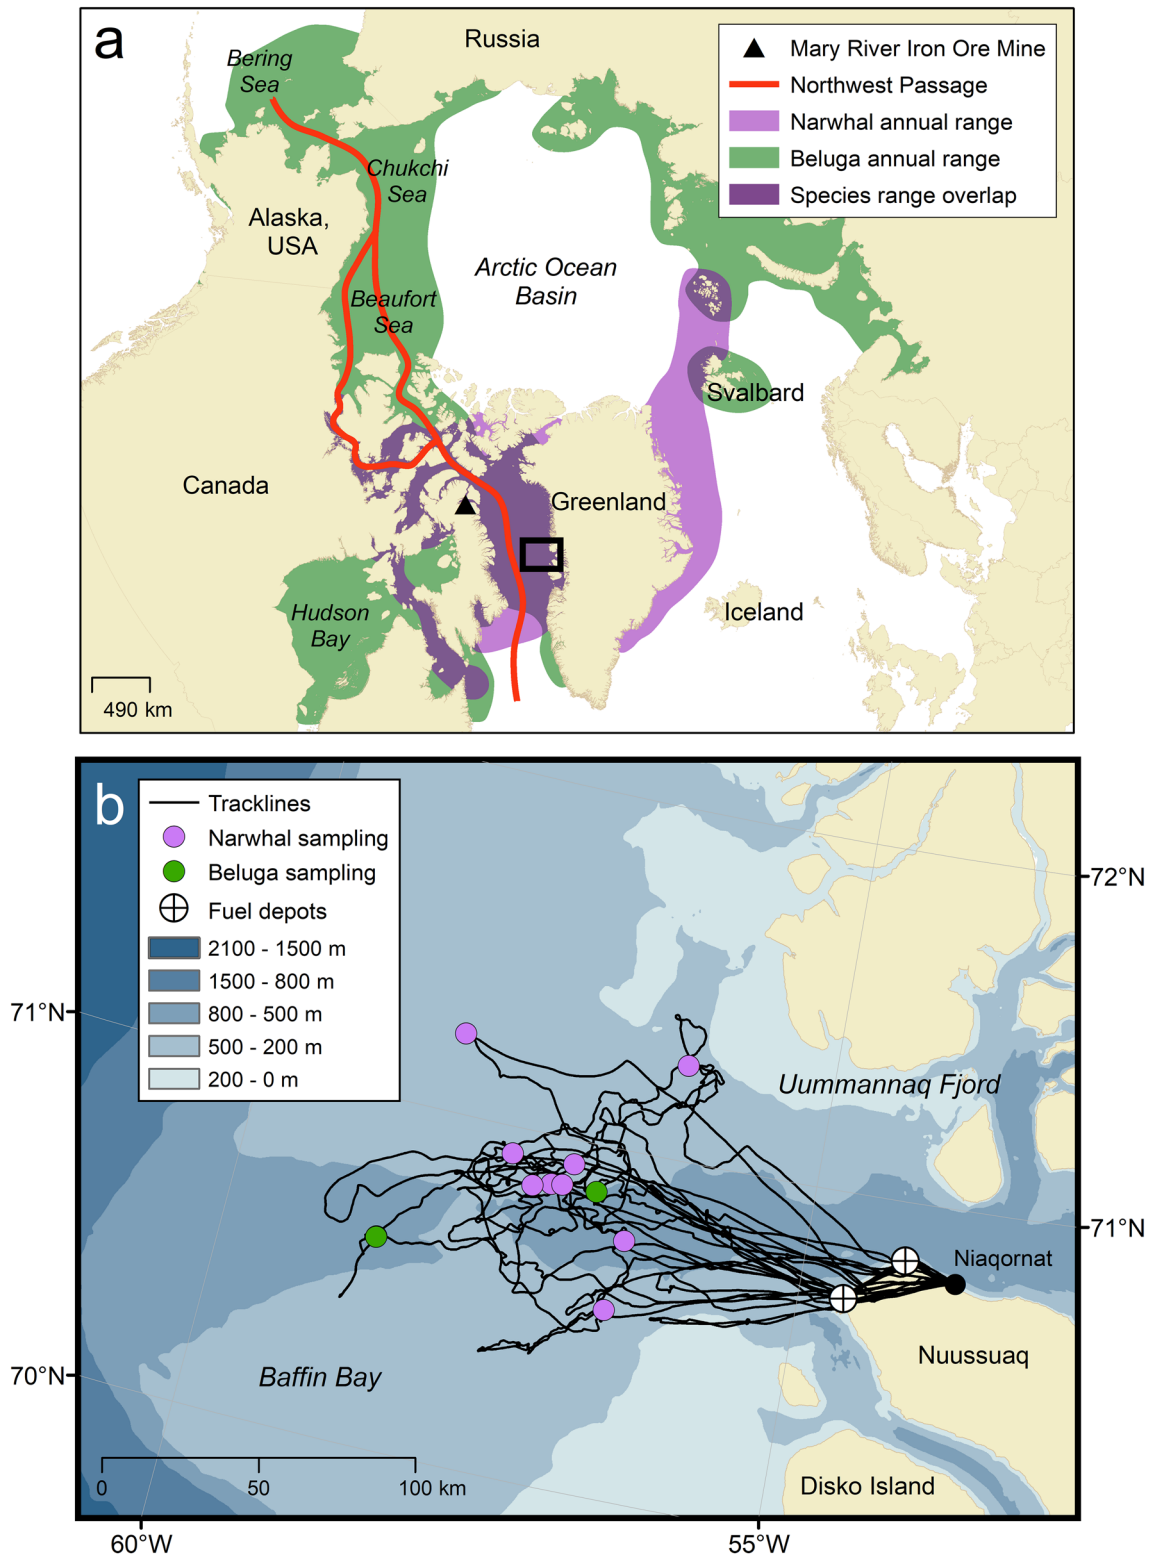 a
Bering
Sea
Russia
Mary River Iron Ore Mine
Northwest Passage
Narwhal annual range
Beluga annual range
Species range overlap
Chukchi
Sea
Alaska,
USA
Arctic Ocean
Basin
Beaufort
Sea
Svalbard
Canada
Greenland
Hudson
Bay
Iceland
490 km
b
Tracklines
Narwhal sampling
Beluga sampling
Fuel depots
2100 - 1500 m
1500 - 800 m
800 - 500 m
500 - 200 m
200 - 0 m
72°N
71°N
Uummannaq Fjord
71°N
Niaqornat
Nuussuaq
70°N
Baffin Bay
0 50 100 km
Disko Island
60°W 55°W